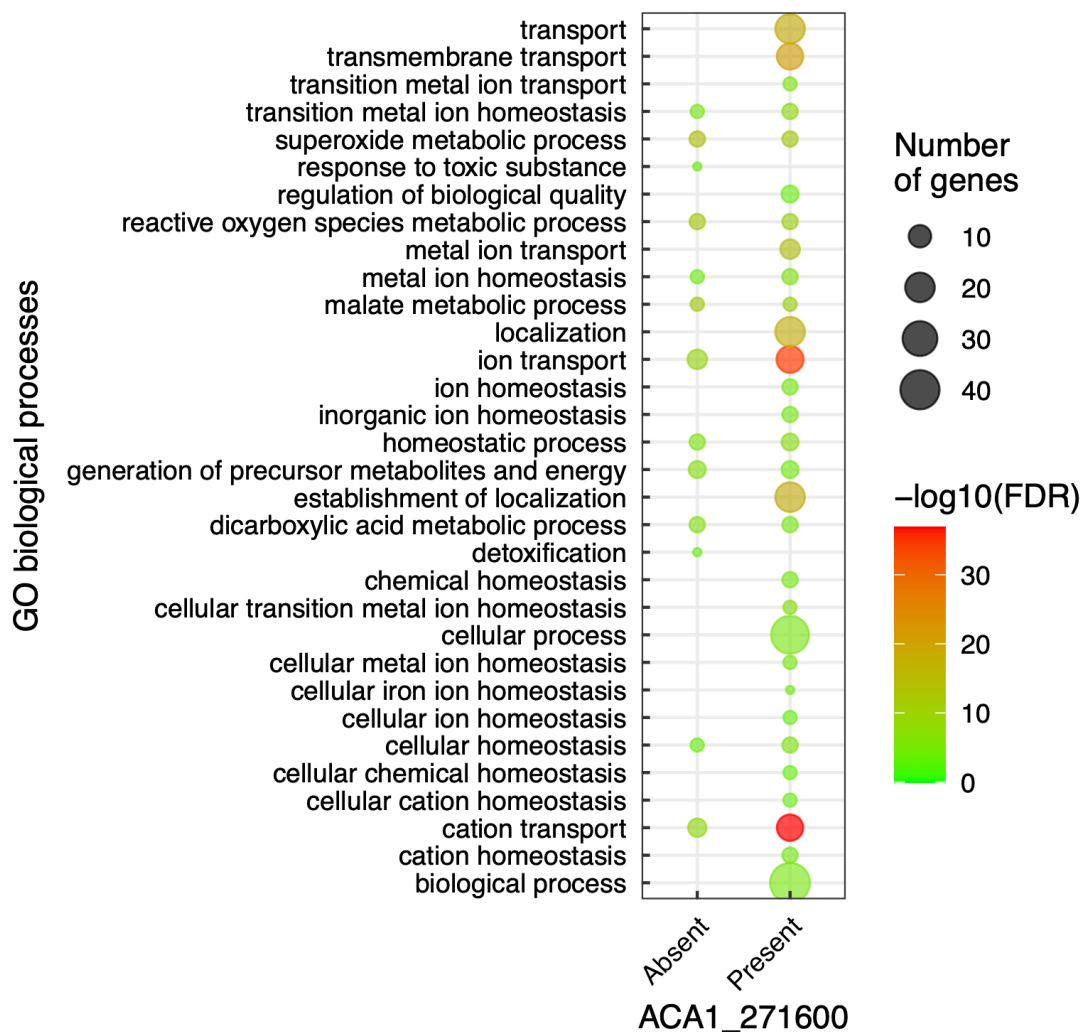 transport
transmembrane transport
transition metal ion transport
transition metal ion homeostasis
superoxide metabolic process
response to toxic substance
regulation of biological quality
reactive oxygen species metabolic process
metal ion transport
metal ion homeostasis
malate metabolic process
localization
ion transport
ion homeostasis
inorganic ion homeostasis
homeostatic process
generation of precursor metabolites and energy
establishment of localization
dicarboxylic acid metabolic process
detoxification
chemical homeostasis
cellular transition metal ion homeostasis
cellular process
cellular metal ion homeostasis
cellular iron ion homeostasis
cellular ion homeostasis
cellular homeostasis
cellular chemical homeostasis
cellular cation homeostasis
cation transport
cation homeostasis
biological process
GO biological processes
Absent
Present
ACA1_271600
Number
of genes
10
20
30
40
−log10(FDR)
30
20
10
0